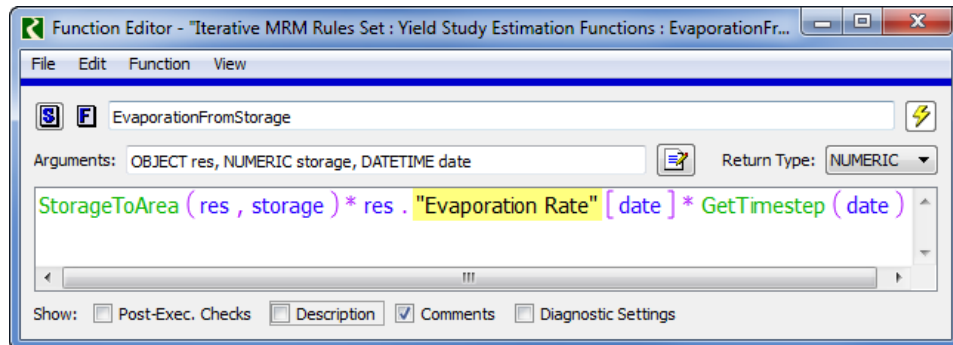 Function Editor - "Iterative MRM Rules Set : Yield Study Estimation Functions : EvaporationFr...
File Edit Function View
S F EvaporationFromStorage
Arguments: OBJECT res, NUMERIC storage, DATETIME date Return Type: NUMERIC
StorageToArea ( res , storage ) * res . "Evaporation Rate" [ date ] * GetTimestep ( date )
Show: Post-Exec. Checks Description Comments Diagnostic Settings